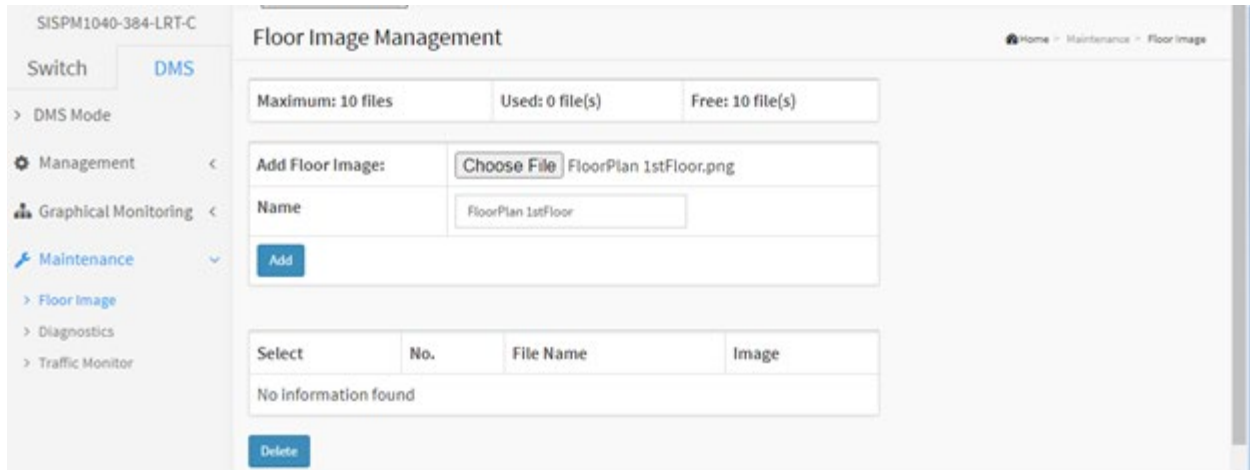 SISPM1040-384-LRT-C
Switch DMS
> DMS Mode
Management <
Graphical Monitoring <
Maintenance
> Floor Image
> Diagnostics
> Traffic Monitor
Floor Image Management
Home > Maintenance > Floor Image
Maximum: 10 files Used: 0 file(s) Free: 10 file(s)
Add Floor Image: Choose File FloorPlan 1stFloor.png
Name FloorPlan 1stFloor
Add
Select No. File Name Image
No information found
Delete